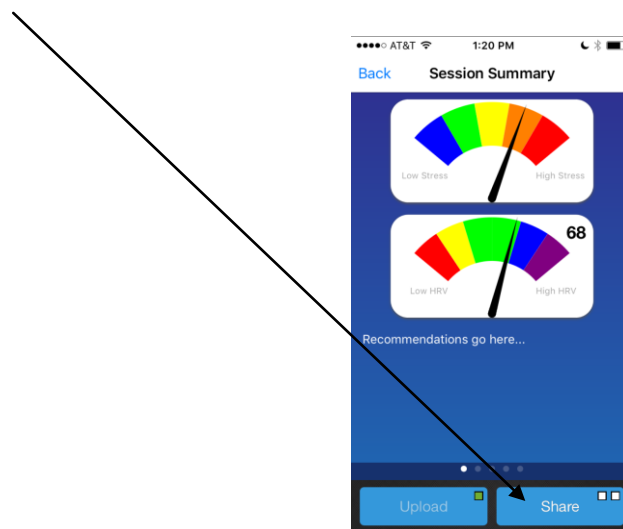 AT&T 1:20 PM
Back Session Summary
Low Stress High Stress
68
Low HRV High HRV
Recommendations go here...
Upload Share